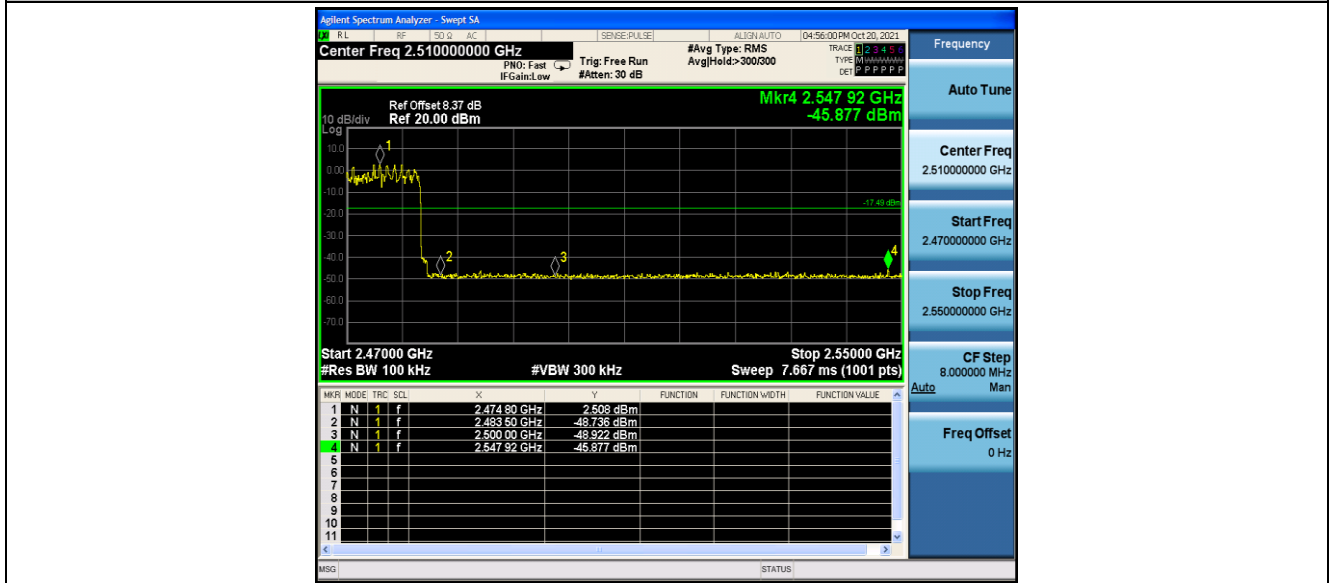 Agilent Spectrum Analyzer - Swept SA
RL RF 50 Ω AC SENSE:PULSE ALIGNAUTO 04:56:00 PM Oct 20, 2021
Center Freq 2.510000000 GHz
PNO: Fast
IFGain:Low
Trig: Free Run
#Atten: 30 dB
#Avg Type: RMS
Avg|Hold:>300/300
TRACE 1 2 3 4 5 6
TYPE M
DET P P P P P P
Ref Offset 8.37 dB
10 dB/div Ref 20.00 dBm
Log
Mkr4 2.547 92 GHz
-45.877 dBm
1
10.0
0.00
-10.0
-17.49 dBm
-20.0
-30.0
2
3
4
-40.0
-50.0
-60.0
-70.0
Start 2.47000 GHz Stop 2.55000 GHz
#Res BW 100 kHz #VBW 300 kHz Sweep 7.667 ms (1001 pts)
MKR MODE TRC SCL X Y FUNCTION FUNCTION WIDTH FUNCTION VALUE
1 N 1 f 2.474 80 GHz 2.508 dBm
2 N 1 f 2.483 50 GHz -48.736 dBm
3 N 1 f 2.500 00 GHz -48.922 dBm
4 N 1 f 2.547 92 GHz -45.877 dBm
5
6
7
8
9
10
11
MSG STATUS
Frequency
Auto Tune
Center Freq
2.510000000 GHz
Start Freq
2.470000000 GHz
Stop Freq
2.550000000 GHz
CF Step
8.000000 MHz
Auto Man
Freq Offset
0 Hz